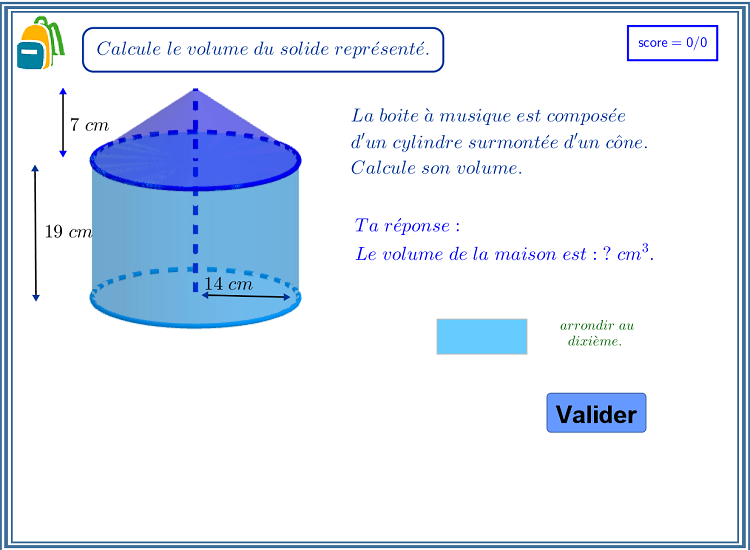 Calcule le volume du solide représenté.
score = 0/0
7 cm
La boite à musique est composée
d'un cylindre surmontée d'un cône.
Calcule son volume.
19 cm
Ta réponse :
Le volume de la maison est : ? cm³.
14 cm
arrondir au
dixième.
Valider